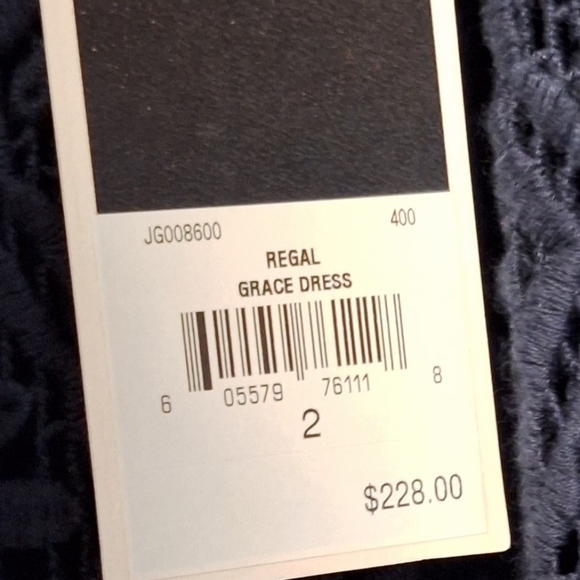 JG008600 400
REGAL
GRACE DRESS
6 05579 76111 8
2
$228.00